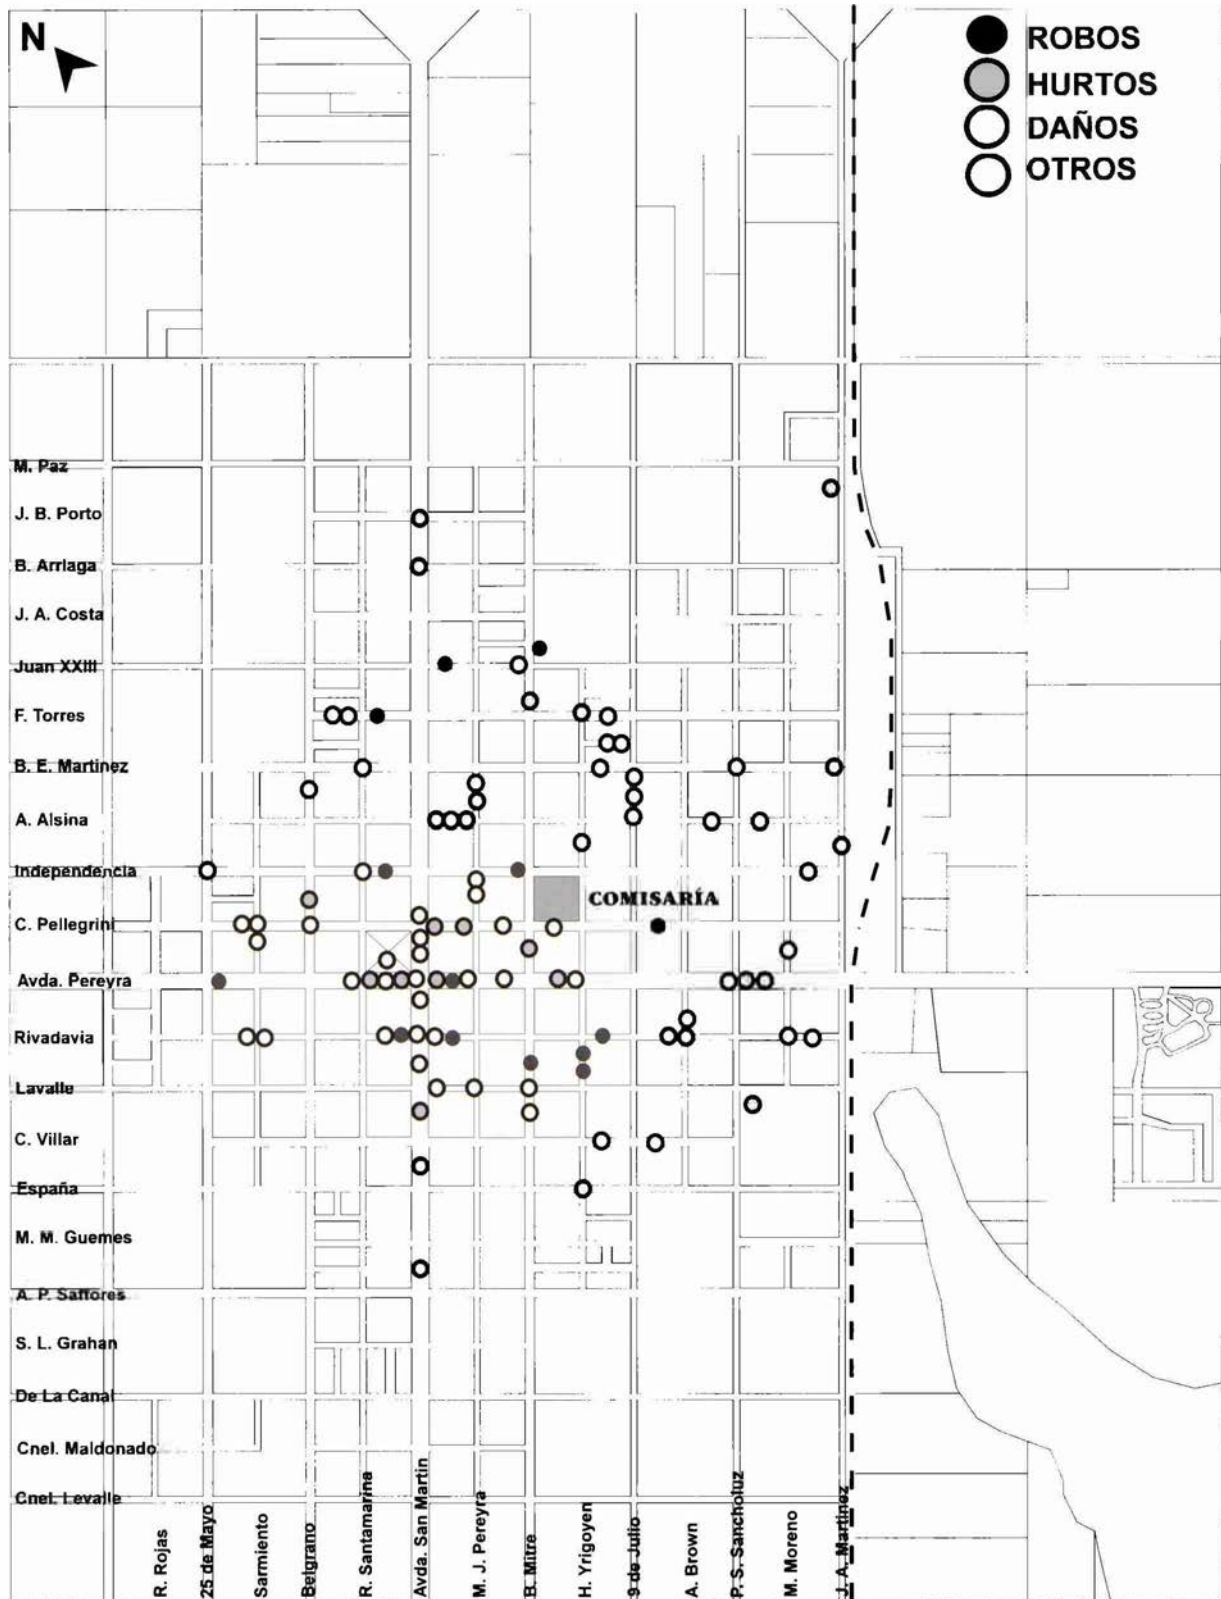 N
ROBOS
HURTOS
DAÑOS
OTROS
M. Paz
J. B. Porto
B. Arriaga
J. A. Costa
Juan XXIII
F. Torres
B. E. Martinez
A. Alsina
Independencia
COMISARÍA
C. Pellegrini
Avda. Pereyra
Rivadavia
Lavalle
C. Villar
España
M. M. Guemes
A. P. Saffores
S. L. Grahan
De La Canal
Cnel. Maldonado
Cnel. Levalle
R. Rojas
25 de Mayo
Sarmiento
Belgrano
R. Santamarina
Avda. San Martin
M. J. Pereyra
B. Mitre
H. Yrigoyen
9 de Julio
A. Brown
P. S. Sancholuz
M. Moreno
J. A. Martinez